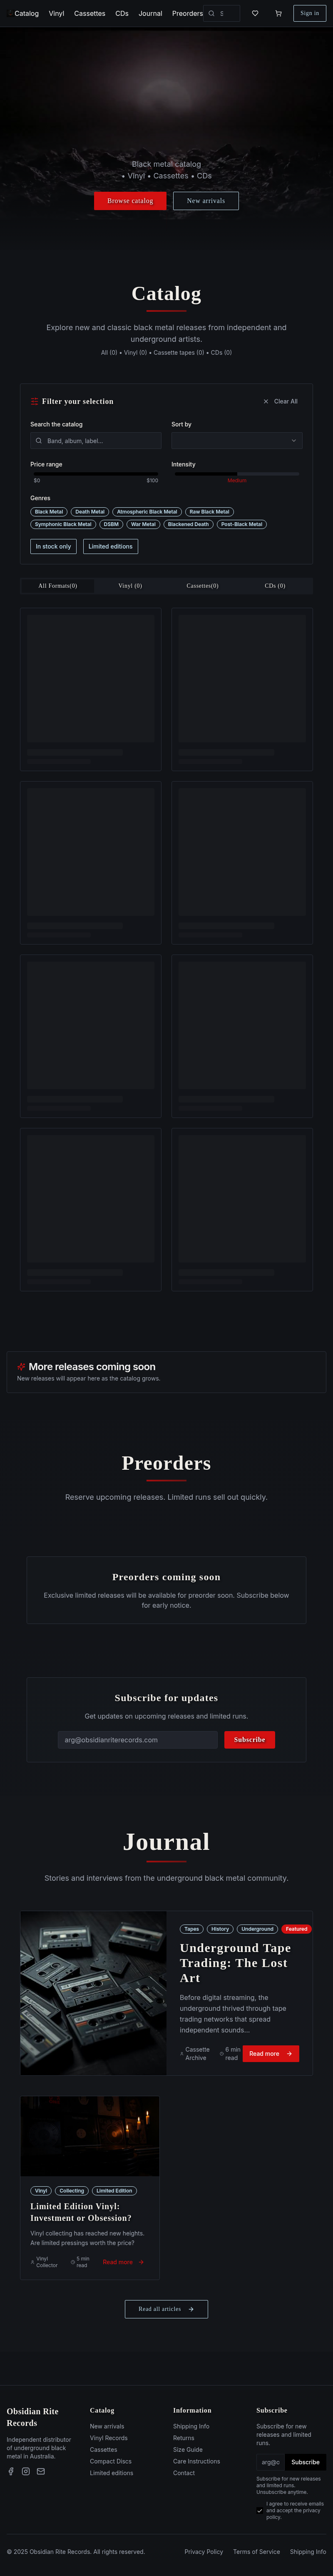 Catalog Vinyl Cassettes CDs Journal Preorders S Sign in
Black metal catalog
• Vinyl • Cassettes • CDs
Browse catalog New arrivals
Catalog
Explore new and classic black metal releases from independent and
underground artists.
All (0) • Vinyl (0) • Cassette tapes (0) • CDs (0)
Filter your selection Clear All
Search the catalog Sort by
Band, album, label...
Price range Intensity
$0 $100 Medium
Genres
Black Metal Death Metal Atmospheric Black Metal Raw Black Metal
Symphonic Black Metal DSBM War Metal Blackened Death Post-Black Metal
In stock only Limited editions
All Formats(0) Vinyl (0) Cassettes(0) CDs (0)
More releases coming soon
New releases will appear here as the catalog grows.
Preorders
Reserve upcoming releases. Limited runs sell out quickly.
Preorders coming soon
Exclusive limited releases will be available for preorder soon. Subscribe below
for early notice.
Subscribe for updates
Get updates on upcoming releases and limited runs.
arg@obsidianriterecords.com Subscribe
Journal
Stories and interviews from the underground black metal community.
Tapes History Underground Featured
Underground Tape
Trading: The Lost
Art
Before digital streaming, the
underground thrived through tape
trading networks that spread
independent sounds...
Cassette Archive 6 min read Read more
Vinyl Collecting Limited Edition
Limited Edition Vinyl:
Investment or Obsession?
Vinyl collecting has reached new heights.
Are limited pressings worth the price?
Vinyl Collector 5 min read Read more
Read all articles
Obsidian Rite
Records
Independent distributor
of underground black
metal in Australia.
Catalog
New arrivals
Vinyl Records
Cassettes
Compact Discs
Limited editions
Information
Shipping Info
Returns
Size Guide
Care Instructions
Contact
Subscribe
Subscribe for new
releases and limited
runs.
arg@o Subscribe
Subscribe for new releases
and limited runs.
Unsubscribe anytime.
I agree to receive emails
and accept the privacy
policy.
© 2025 Obsidian Rite Records. All rights reserved. Privacy Policy Terms of Service Shipping Info